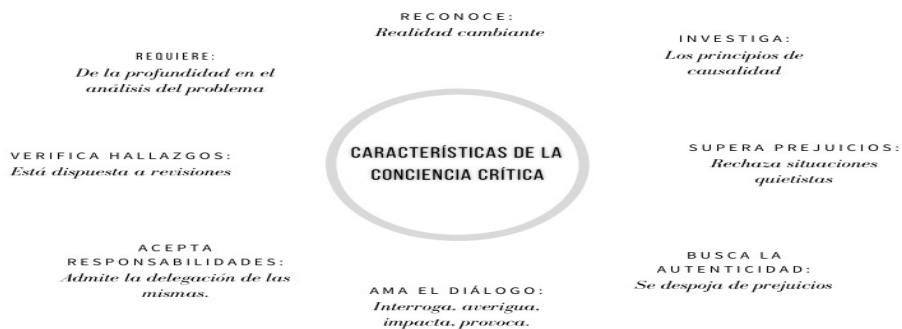 RECONOCE:
Realidad cambiante
INVESTIGA:
Los principios de
causalidad
REQUIERE:
De la profundidad en el
análisis del problema
CARACTERÍSTICAS DE LA
CONCIENCIA CRÍTICA
VERIFICA HALLAZGOS:
Está dispuesta a revisiones
SUPERA PREJUICIOS:
Rechaza situaciones
quietistas
ACEPTA
RESPONSABILIDADES:
Admite la delegación de las
mismas.
BUSCA LA
AUTENTICIDAD:
Se despoja de prejuicios
AMA EL DIÁLOGO:
Interroga, averigua,
impacta, provoca.